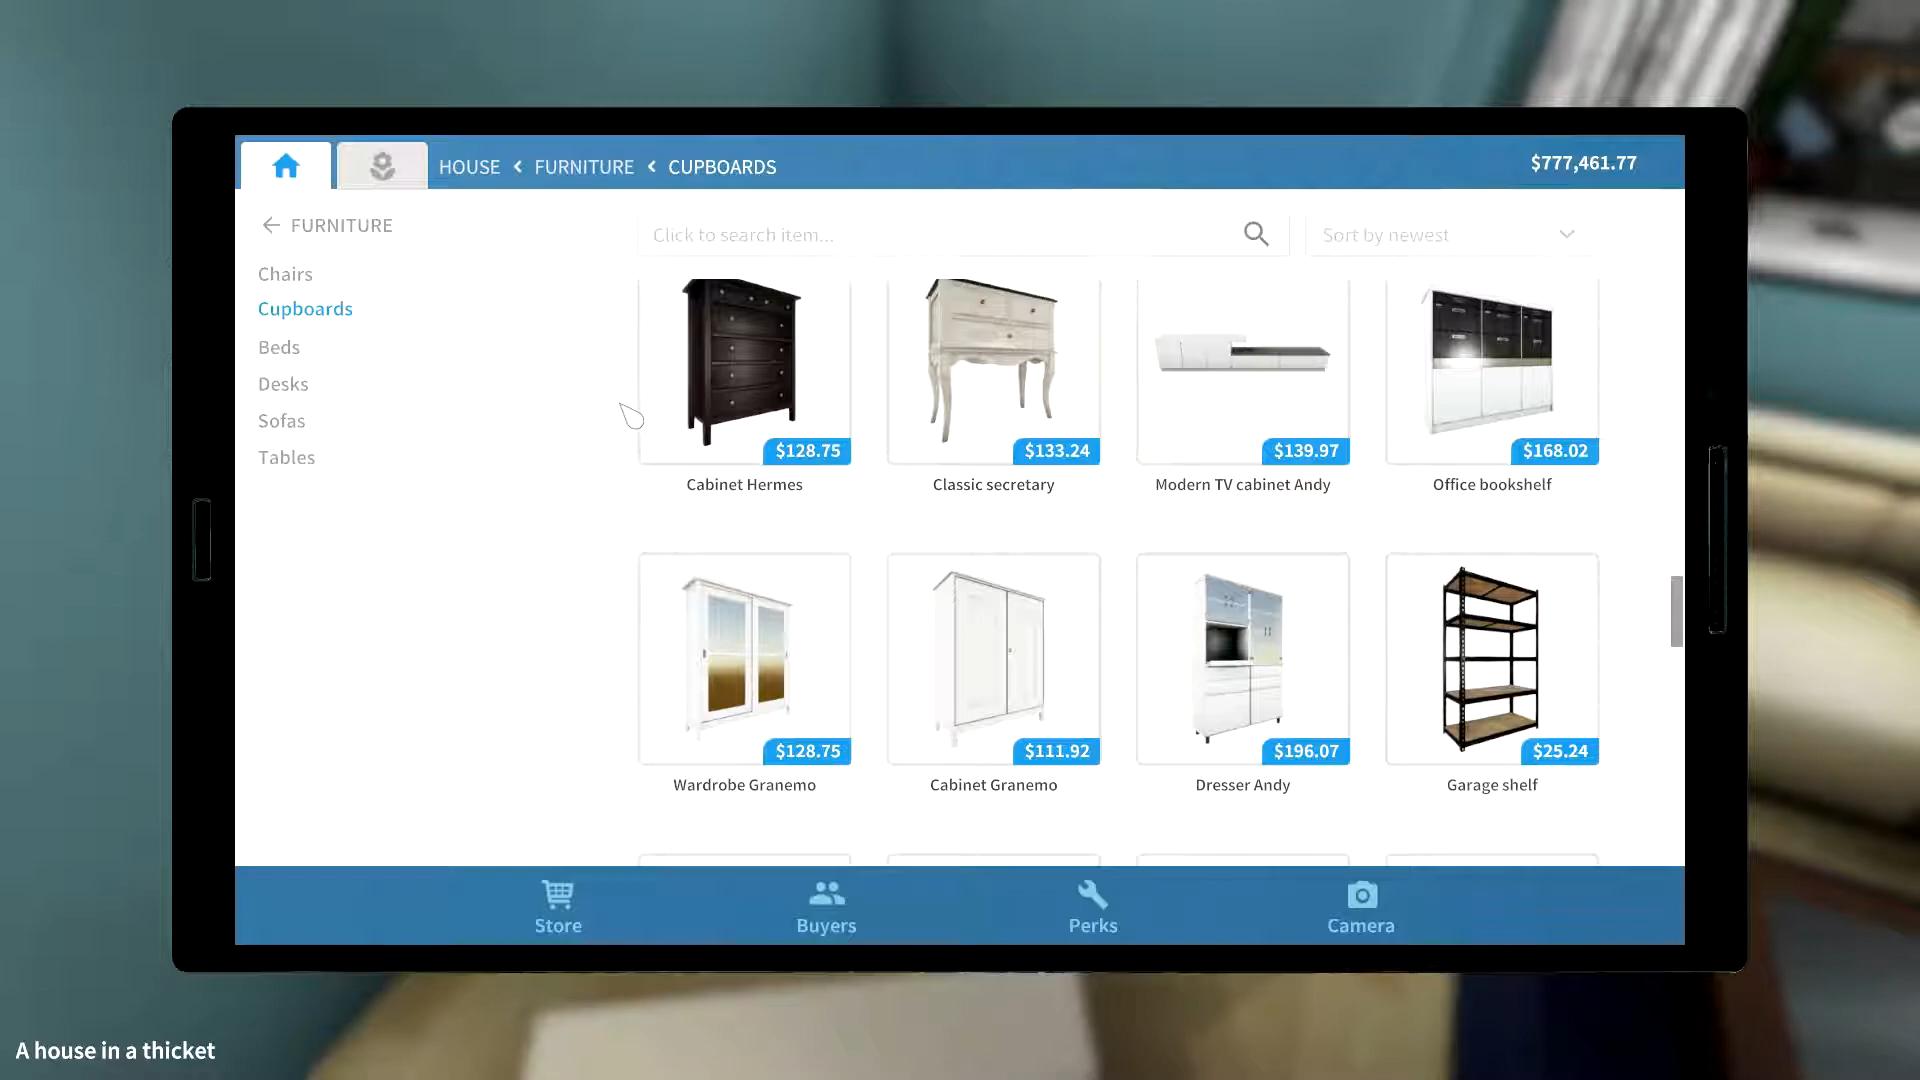 HOUSE < FURNITURE < CUPBOARDS
$777,461.77
FURNITURE
Chairs
Cupboards
Beds
Desks
Sofas
Tables
Click to search item...
Sort by newest
$128.75
$133.24
$139.97
$168.02
Cabinet Hermes
Classic secretary
Modern TV cabinet Andy
Office bookshelf
$128.75
$111.92
$196.07
$25.24
Wardrobe Granemo
Cabinet Granemo
Dresser Andy
Garage shelf
Store
Buyers
Perks
Camera
A house in a thicket